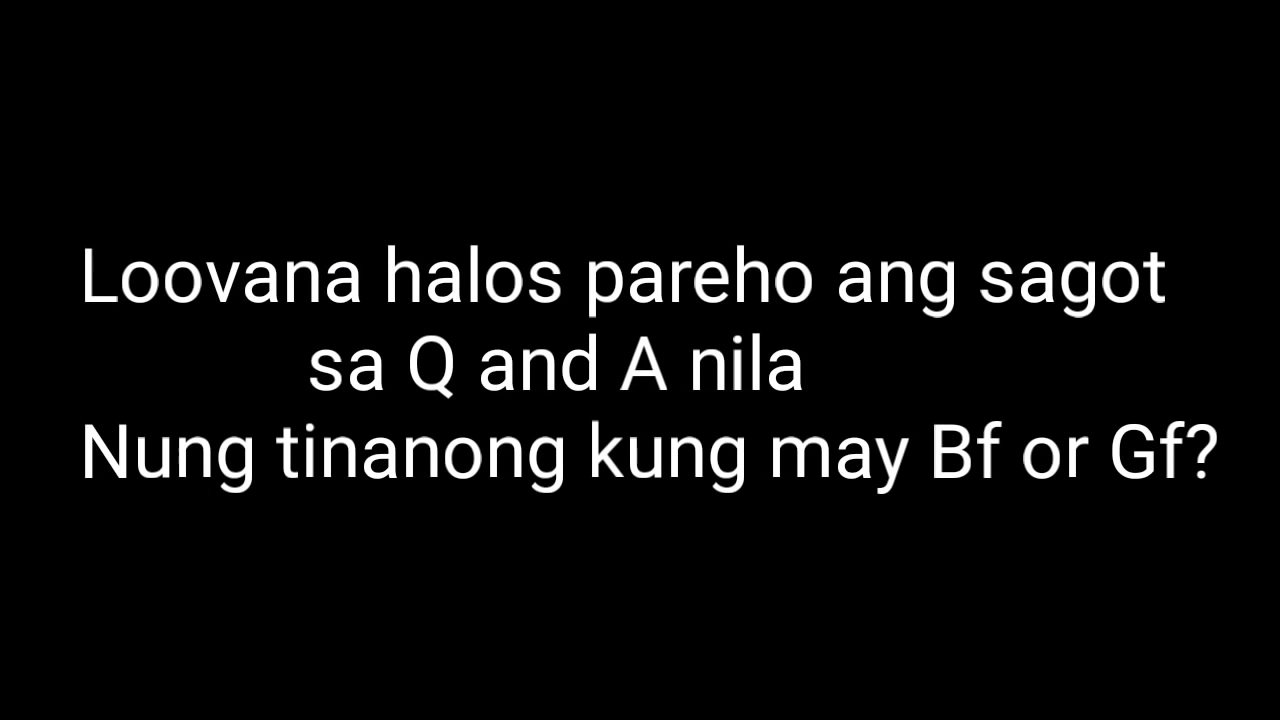 Loovana halos pareho ang sagot
sa Q and A nila
Nung tinanong kung may Bf or Gf?